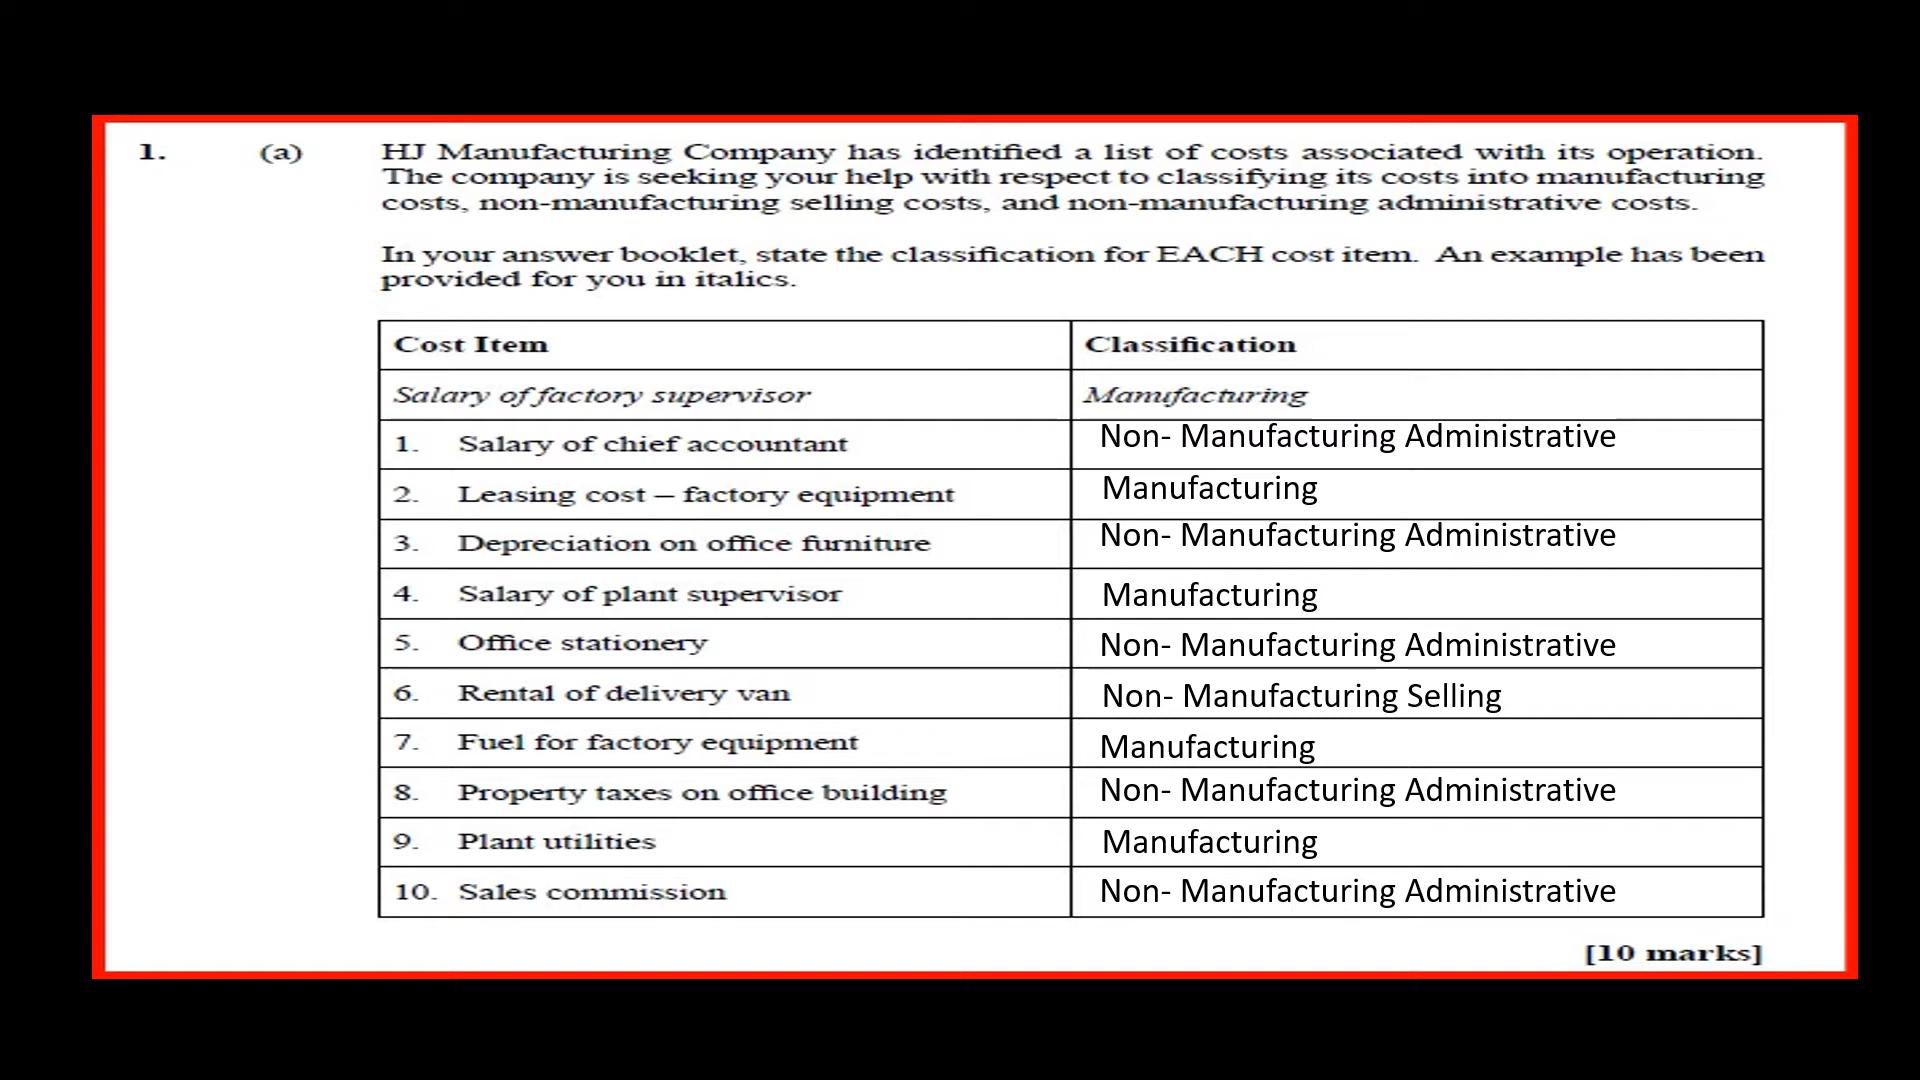 1. (a) HJ Manufacturing Company has identified a list of costs associated with its operation.
The company is seeking your help with respect to classifying its costs into manufacturing
costs, non-manufacturing selling costs, and non-manufacturing administrative costs.
In your answer booklet, state the classification for EACH cost item. An example has been
provided for you in italics.
Cost Item Classification
Salary of factory supervisor Manufacturing
1. Salary of chief accountant Non- Manufacturing Administrative
2. Leasing cost – factory equipment Manufacturing
3. Depreciation on office furniture Non- Manufacturing Administrative
4. Salary of plant supervisor Manufacturing
5. Office stationery Non- Manufacturing Administrative
6. Rental of delivery van Non- Manufacturing Selling
7. Fuel for factory equipment Manufacturing
8. Property taxes on office building Non- Manufacturing Administrative
9. Plant utilities Manufacturing
10. Sales commission Non- Manufacturing Administrative
[10 marks]